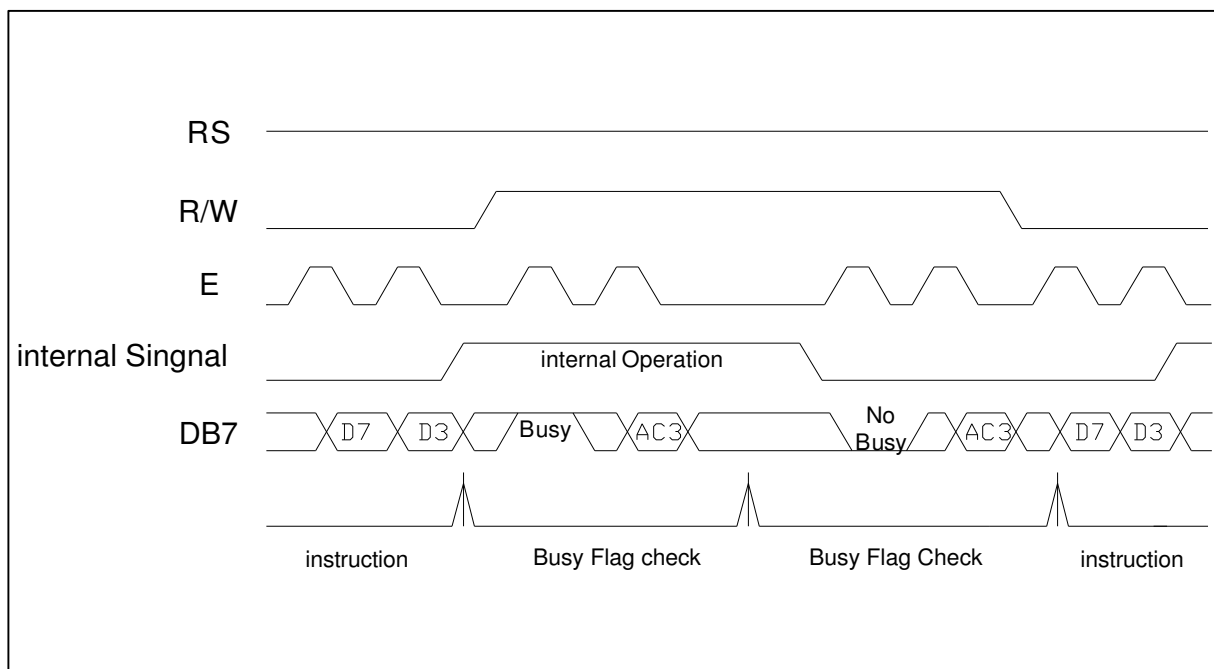 RS
R/W
E
internal Singnal
internal Operation
DB7
D7
D3
Busy
AC3
No
Busy
AC3
D7
D3
instruction
Busy Flag check
Busy Flag Check
instruction